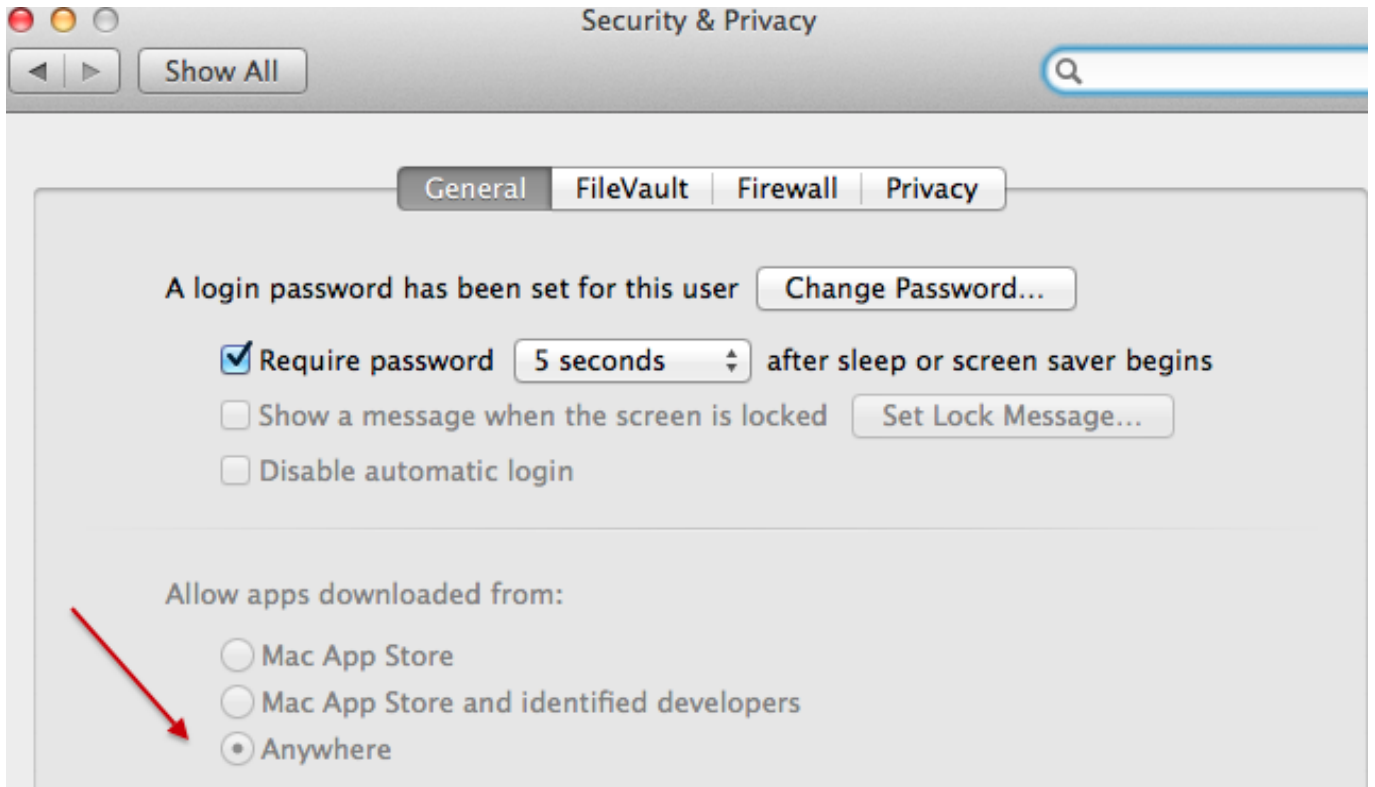 Security & Privacy
Show All
General FileVault Firewall Privacy
A login password has been set for this user Change Password...
Require password 5 seconds after sleep or screen saver begins
Show a message when the screen is locked Set Lock Message...
Disable automatic login
Allow apps downloaded from:
Mac App Store
Mac App Store and identified developers
Anywhere